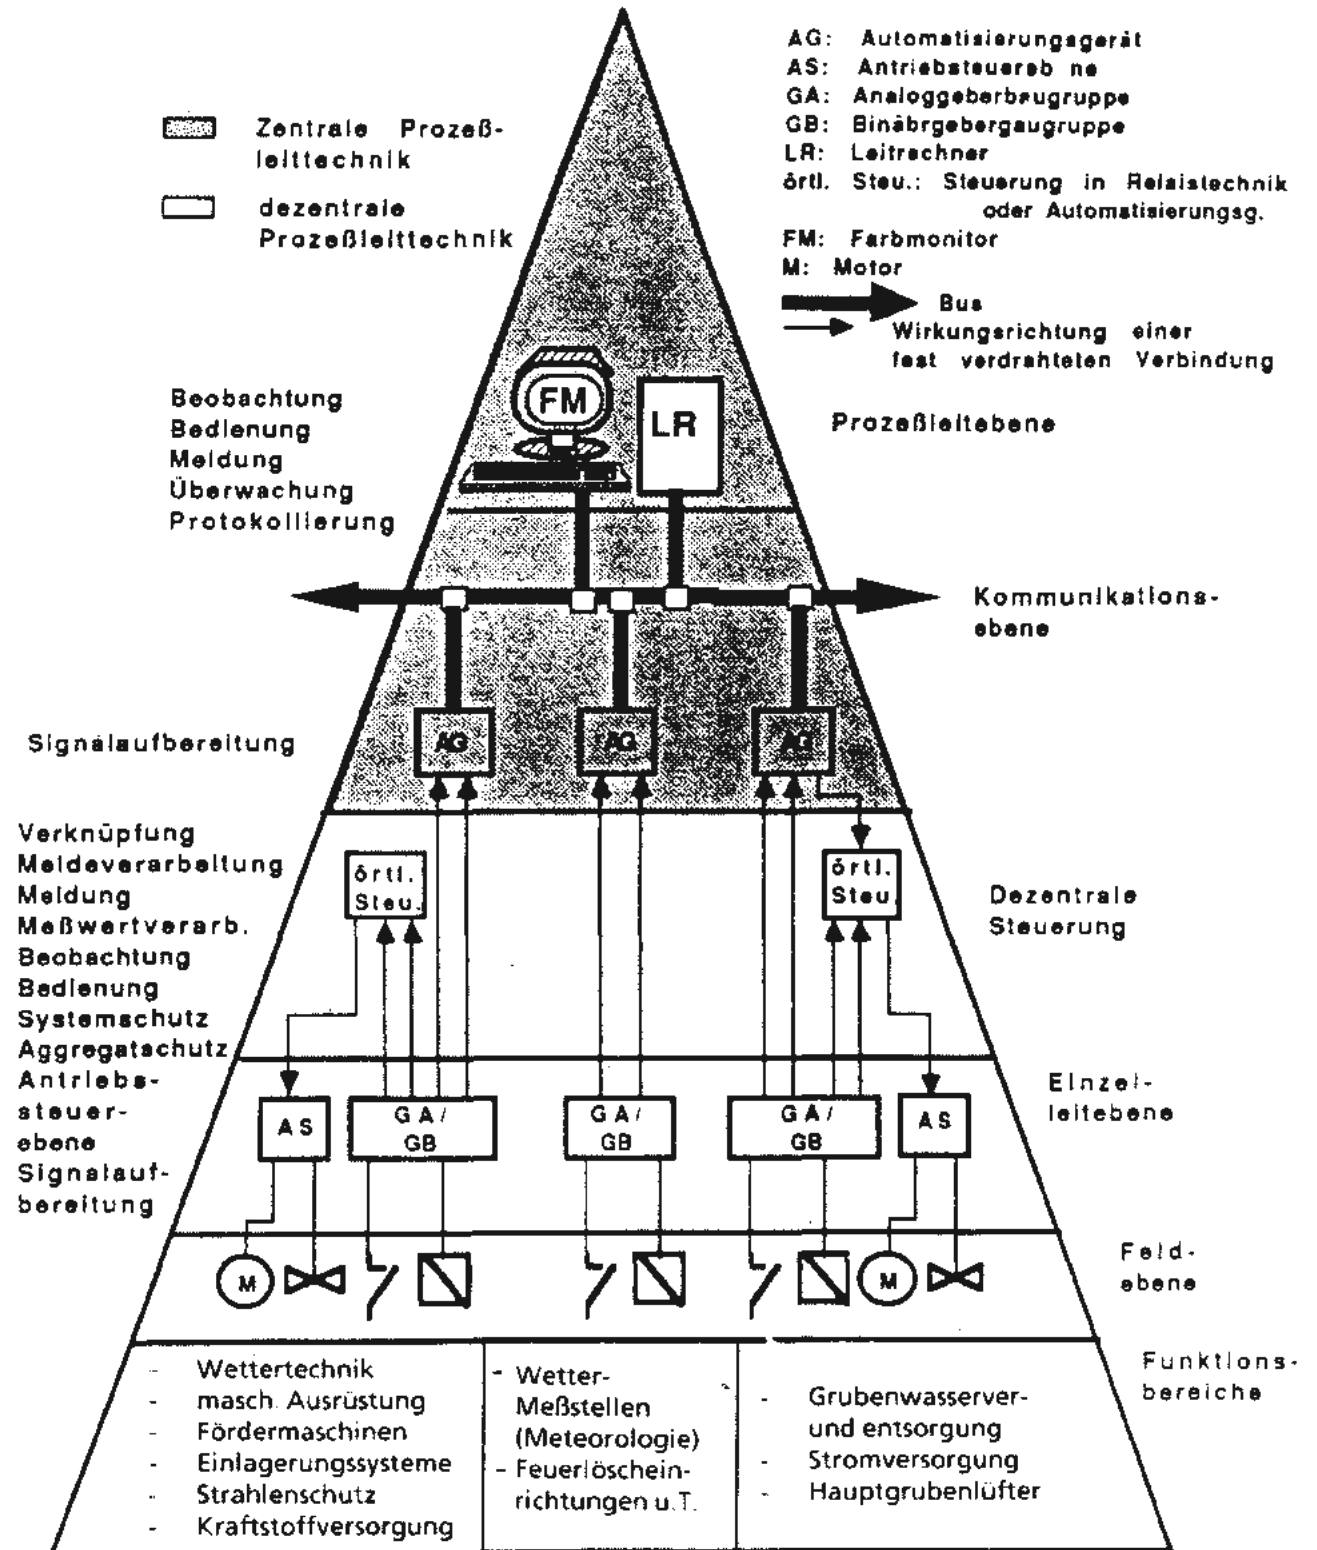 AG: Automatisierungsgerät
AS: Antriebsteuereb ne
GA: Analoggeberbaugruppe
GB: Binäbrgebergaugruppe
LR: Leitrechner
örtl. Steu.: Steuerung in Relaistechnik
oder Automatisierungsg.
FM: Farbmonitor
M: Motor
Bus
Wirkungsrichtung einer
fest verdrahteten Verbindung
Zentrale Prozeß-
leittechnik
dezentrale
Prozeßleittechnik
Beobachtung
Bedienung
Meldung
Überwachung
Protokollierung
FM
LR
Prozeßleitebene
Kommunikations-
ebene
Signalaufbereitung
AG
AG
AG
Verknüpfung
Meldeverarbeitung
Meldung
Meßwertverarb.
Beobachtung
Bedienung
Systemschutz
Aggregatschutz
Antriebs-
steuer-
ebene
Signalauf-
bereitung
örtl.
Steu.
örtl.
Steu.
Dezentrale
Steuerung
AS
GA/
GB
GA/
GB
GA/
GB
AS
Einzel-
leitebene
M
M
Feld-
ebene
Funktions-
bereiche
- Wettertechnik
- masch. Ausrüstung
- Fördermaschinen
- Einlagerungssysteme
- Strahlenschutz
- Kraftstoffversorgung
- Wetter-
Meßstellen
(Meteorologie)
- Feuerlöschein-
richtungen u.T.
- Grubenwasserver-
und entsorgung
- Stromversorgung
- Hauptgrubenlüfter